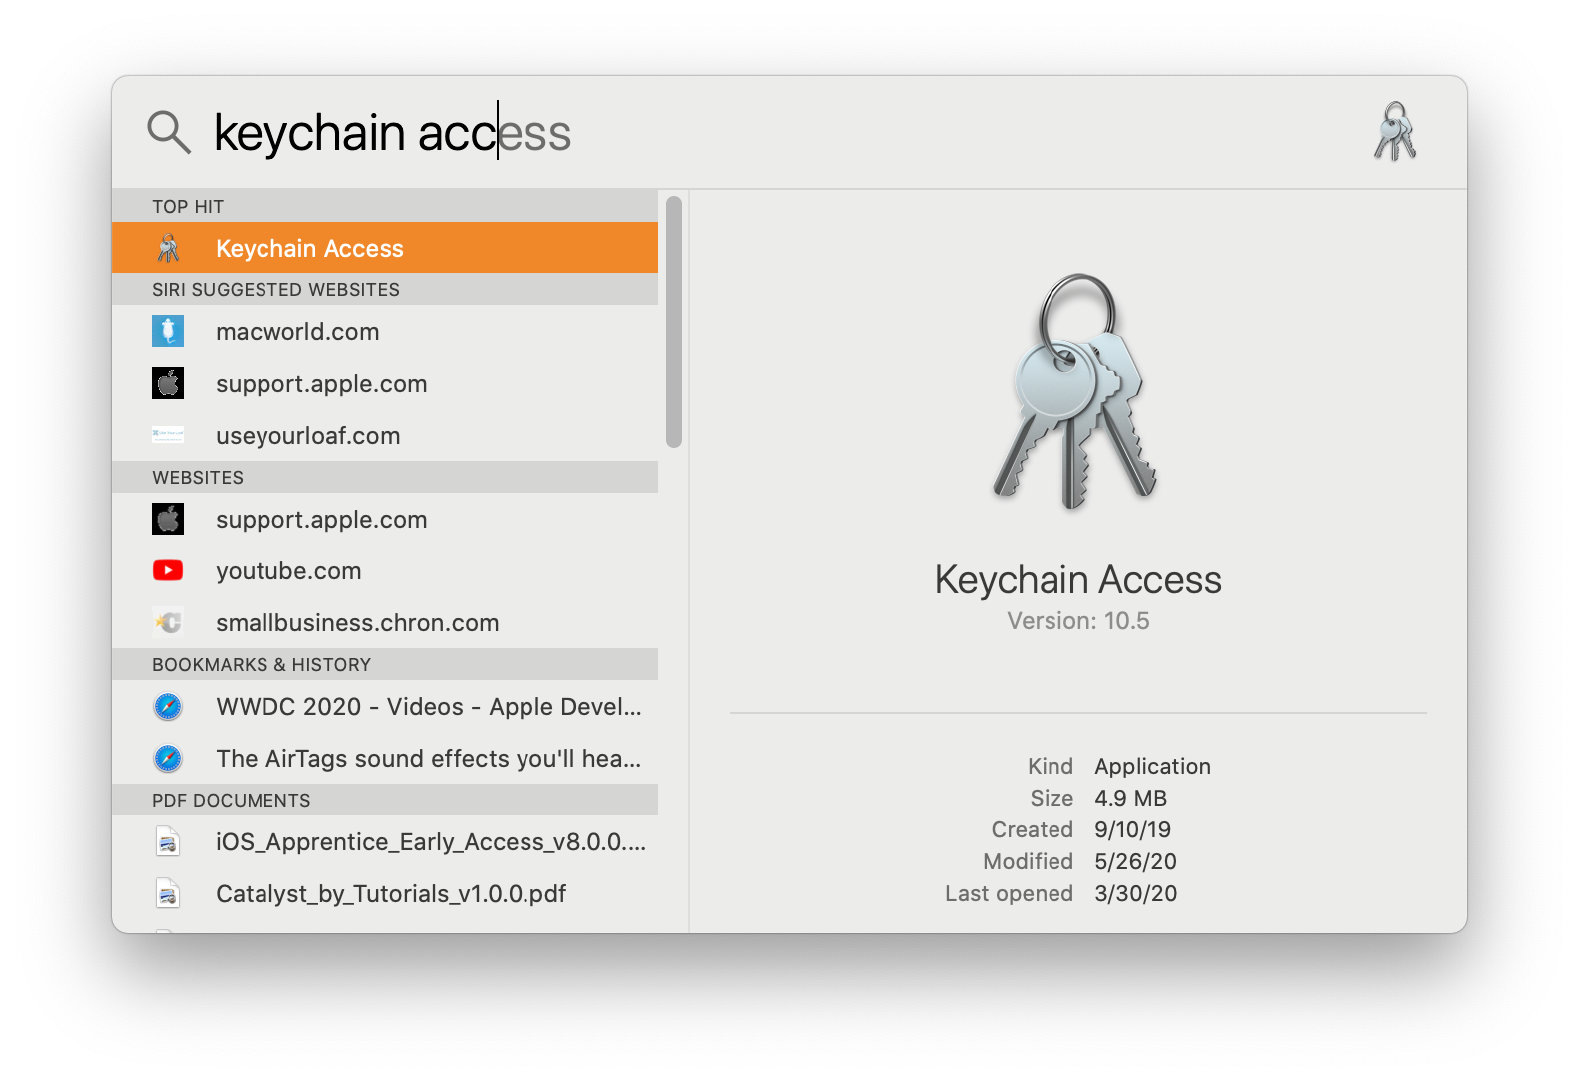 keychain access
TOP HIT
Keychain Access
SIRI SUGGESTED WEBSITES
macworld.com
support.apple.com
useyourloaf.com
WEBSITES
support.apple.com
youtube.com
smallbusiness.chron.com
BOOKMARKS & HISTORY
WWDC 2020 - Videos - Apple Devel...
The AirTags sound effects you'll hea...
PDF DOCUMENTS
iOS_Apprentice_Early_Access_v8.0.0....
Catalyst_by_Tutorials_v1.0.0.pdf
Keychain Access
Version: 10.5
Kind Application
Size 4.9 MB
Created 9/10/19
Modified 5/26/20
Last opened 3/30/20